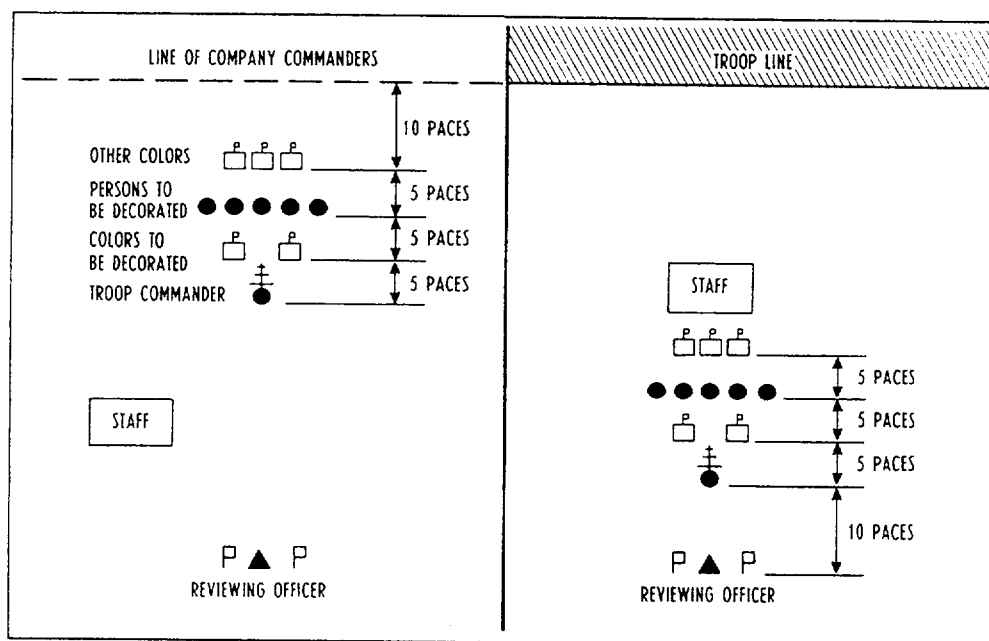 LINE OF COMPANY COMMANDERS
10 PACES
OTHER COLORS
PERSONS TO
BE DECORATED
5 PACES
COLORS TO
BE DECORATED
5 PACES
TROOP COMMANDER
5 PACES
STAFF
REVIEWING OFFICER
TROOP LINE
STAFF
5 PACES
5 PACES
5 PACES
10 PACES
REVIEWING OFFICER